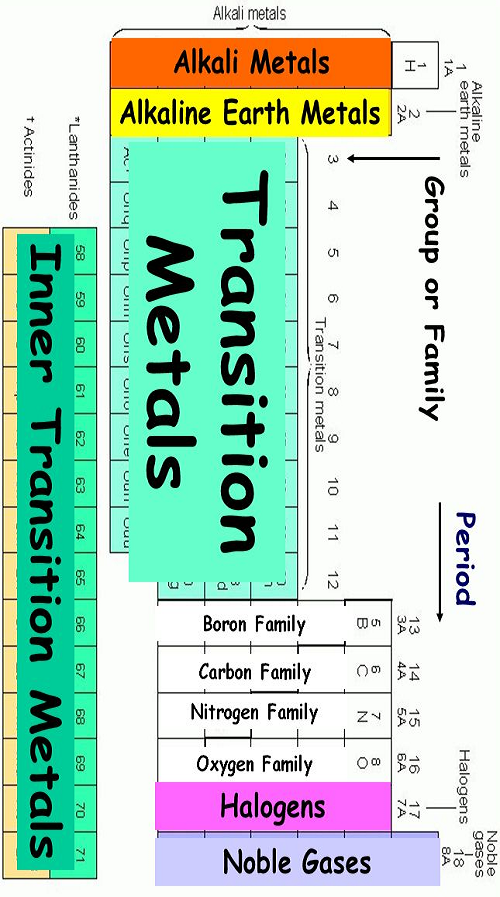 Alkali metals
Alkali Metals
1
H
1
1A
Alkaline
earth metals
Alkaline Earth Metals
2
2A
Group or Family
3
4
5
6
7
8
9
10
11
12
Transition metals
Transition
Metals
*Lanthanides
† Actinides
58
59
60
61
62
63
64
65
66
67
68
69
70
71
Inner Transition Metals
Period
Boron Family
5
B
13
3A
Carbon Family
6
C
14
4A
Nitrogen Family
7
N
15
5A
Oxygen Family
8
O
16
6A
Halogens
17
7A
Halogens
Noble Gases
18
8A
Noble
gases